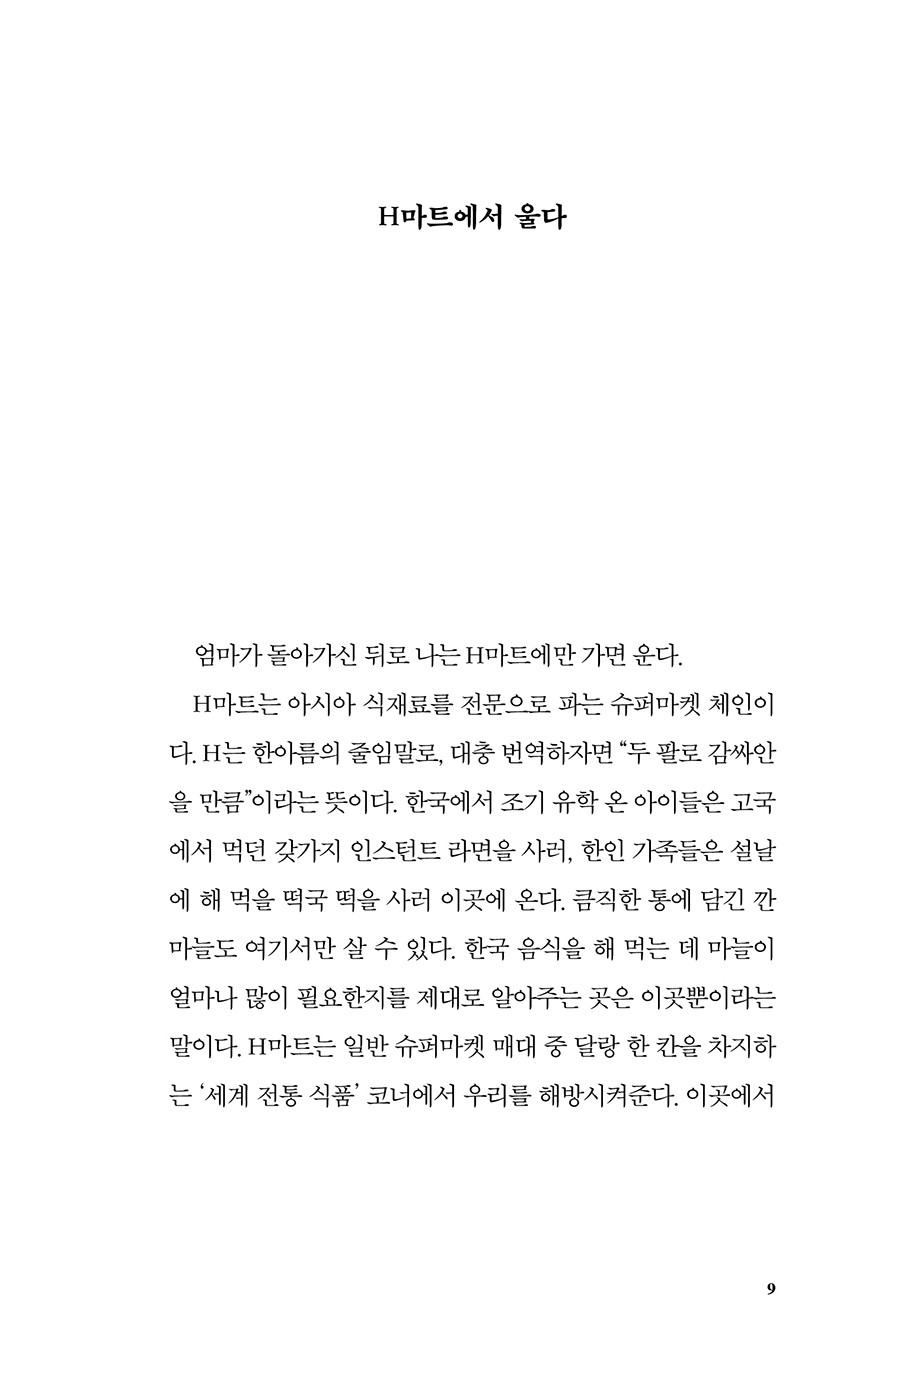 H마트에서 울다
엄마가 돌아가신 뒤로 나는 H마트에만 가면 운다.
H마트는 아시아 식재료를 전문으로 파는 슈퍼마켓 체인이
다. H는 한아름의 줄임말로, 대충 번역하자면 “두 팔로 감싸안
을 만큼”이라는 뜻이다. 한국에서 조기 유학 온 아이들은 고국
에서 먹던 갖가지 인스턴트 라면을 사러, 한인 가족들은 설날
에 해 먹을 떡국 떡을 사러 이곳에 온다. 큼직한 통에 담긴 깐
마늘도 여기서만 살 수 있다. 한국 음식을 해 먹는 데 마늘이
얼마나 많이 필요한지를 제대로 알아주는 곳은 이곳뿐이라는
말이다. H마트는 일반 슈퍼마켓 매대 중 달랑 한 칸을 차지하
는 ‘세계 전통 식품’ 코너에서 우리를 해방시켜준다. 이곳에서
9